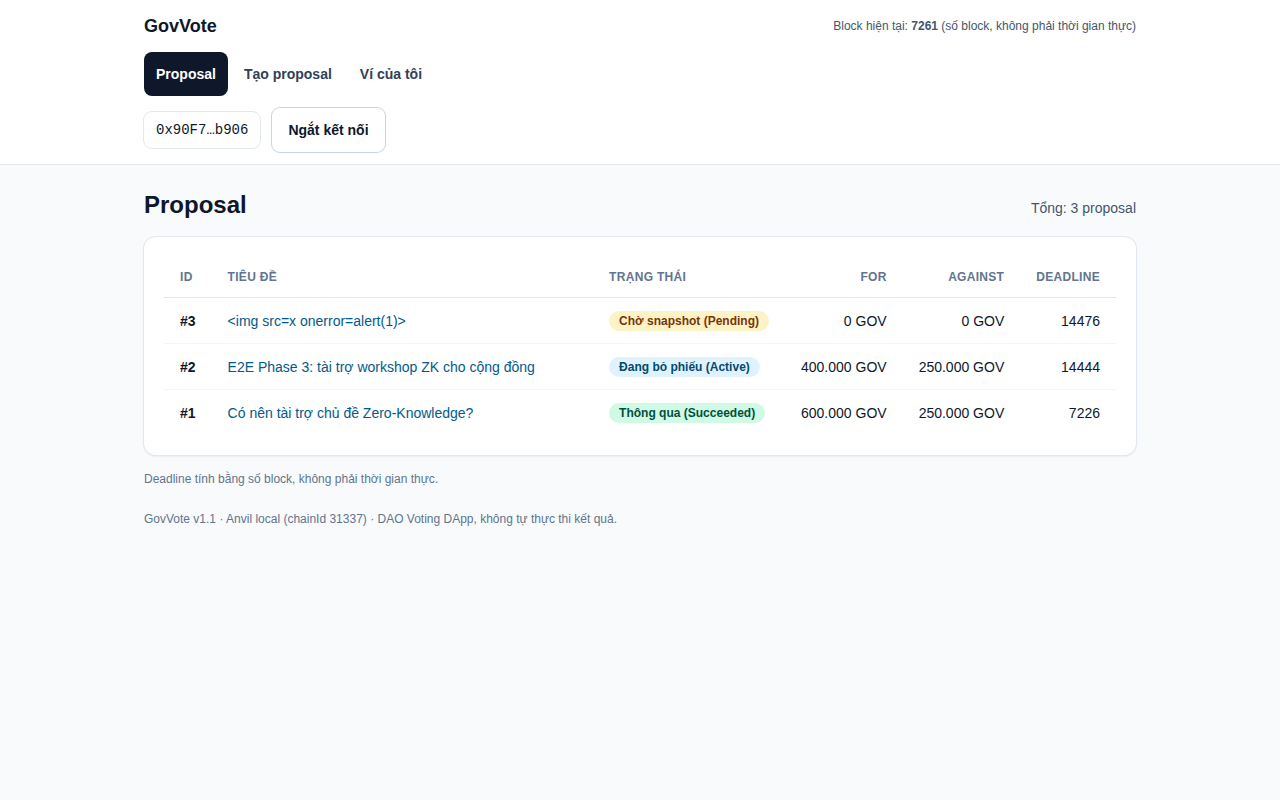 GovVote
Block hiện tại: 7261 (số block, không phải thời gian thực)
Proposal
Tạo proposal
Ví của tôi
0x90F7…b906
Ngắt kết nối
Proposal
Tổng: 3 proposal
ID TIÊU ĐỀ TRẠNG THÁI FOR AGAINST DEADLINE
#3 <img src=x onerror=alert(1)> Chờ snapshot (Pending) 0 GOV 0 GOV 14476
#2 E2E Phase 3: tài trợ workshop ZK cho cộng đồng Đang bỏ phiếu (Active) 400.000 GOV 250.000 GOV 14444
#1 Có nên tài trợ chủ đề Zero-Knowledge? Thông qua (Succeeded) 600.000 GOV 250.000 GOV 7226
Deadline tính bằng số block, không phải thời gian thực.
GovVote v1.1 · Anvil local (chainId 31337) · DAO Voting DApp, không tự thực thi kết quả.